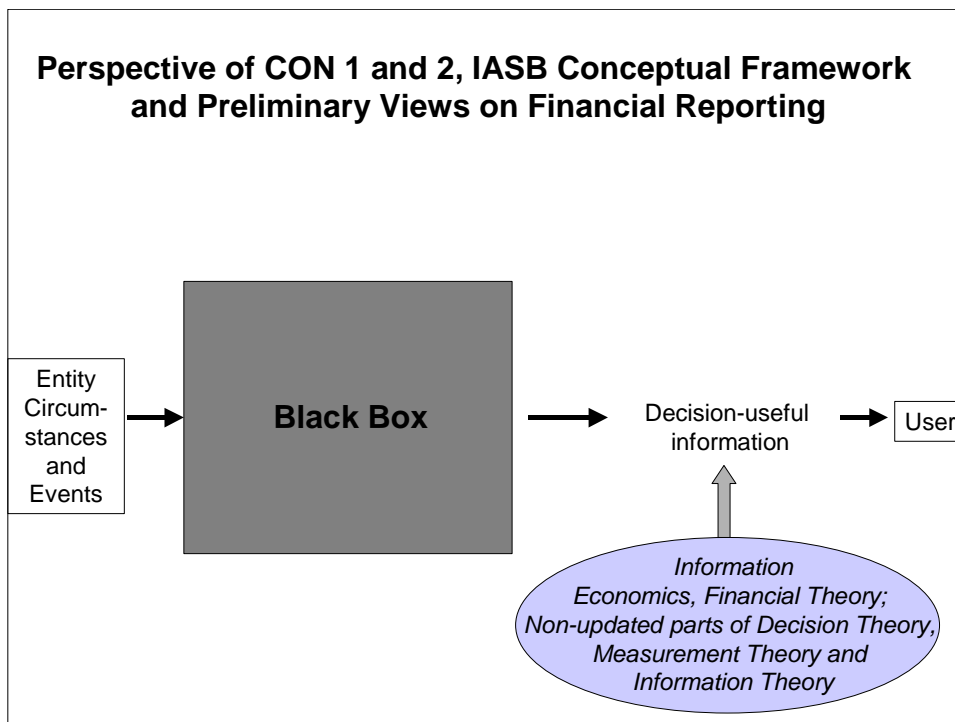 Perspective of CON 1 and 2, IASB Conceptual Framework
and Preliminary Views on Financial Reporting
Entity
Circum-
stances
and
Events
Black Box
Decision-useful
information
User
Information
Economics, Financial Theory;
Non-updated parts of Decision Theory,
Measurement Theory and
Information Theory